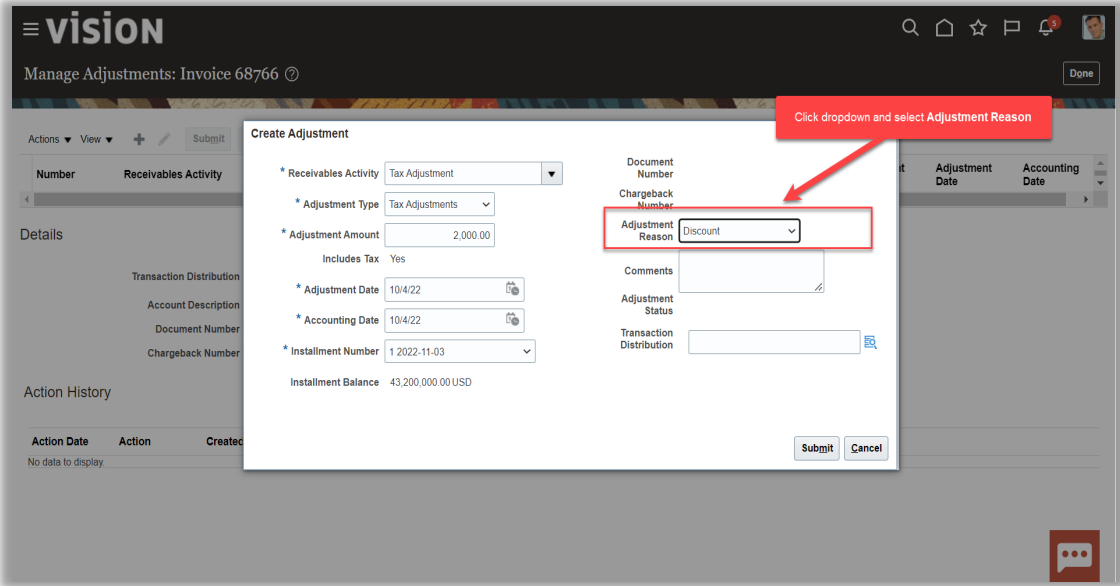 vision
5
Manage Adjustments: Invoice 68766
Done
Click dropdown and select Adjustment Reason
Actions View Submit
Number Receivables Activity
Adjustment Date
Accounting Date
Details
Transaction Distribution
Account Description
Document Number
Chargeback Number
Action History
Action Date Action Created
No data to display.
Create Adjustment
* Receivables Activity Tax Adjustment
* Adjustment Type Tax Adjustments
* Adjustment Amount 2,000.00
Includes Tax Yes
* Adjustment Date 10/4/22
* Accounting Date 10/4/22
* Installment Number 1 2022-11-03
Installment Balance 43,200,000.00 USD
Document
Number
Chargeback
Number
Adjustment
Reason Discount
Comments
Adjustment
Status
Transaction
Distribution
Submit Cancel